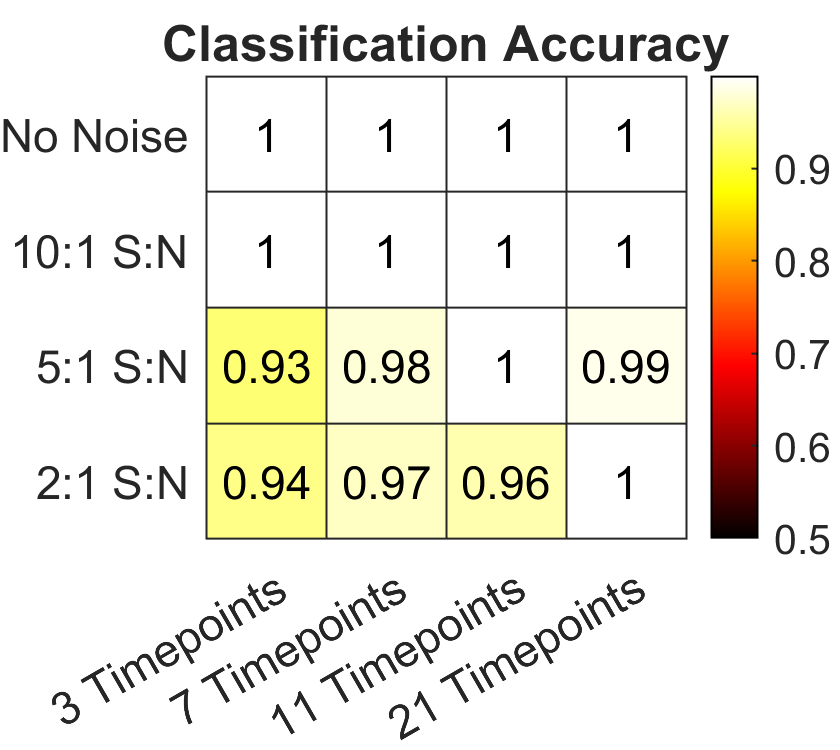 Classification Accuracy
No Noise 1 1 1 1
10:1 S:N 1 1 1 1
5:1 S:N 0.93 0.98 1 0.99
2:1 S:N 0.94 0.97 0.96 1
3 Timepoints
7 Timepoints
11 Timepoints
21 Timepoints
0.9
0.8
0.7
0.6
0.5